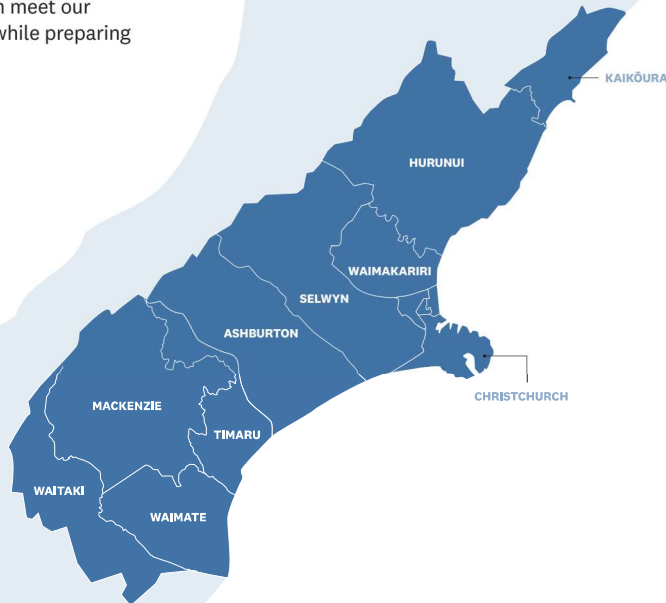 n meet our
while preparing
KAIKŌURA
HURUNUI
WAIMAKARIRI
SELWYN
ASHBURTON
CHRISTCHURCH
MACKENZIE
TIMARU
WAITAKI
WAIMATE